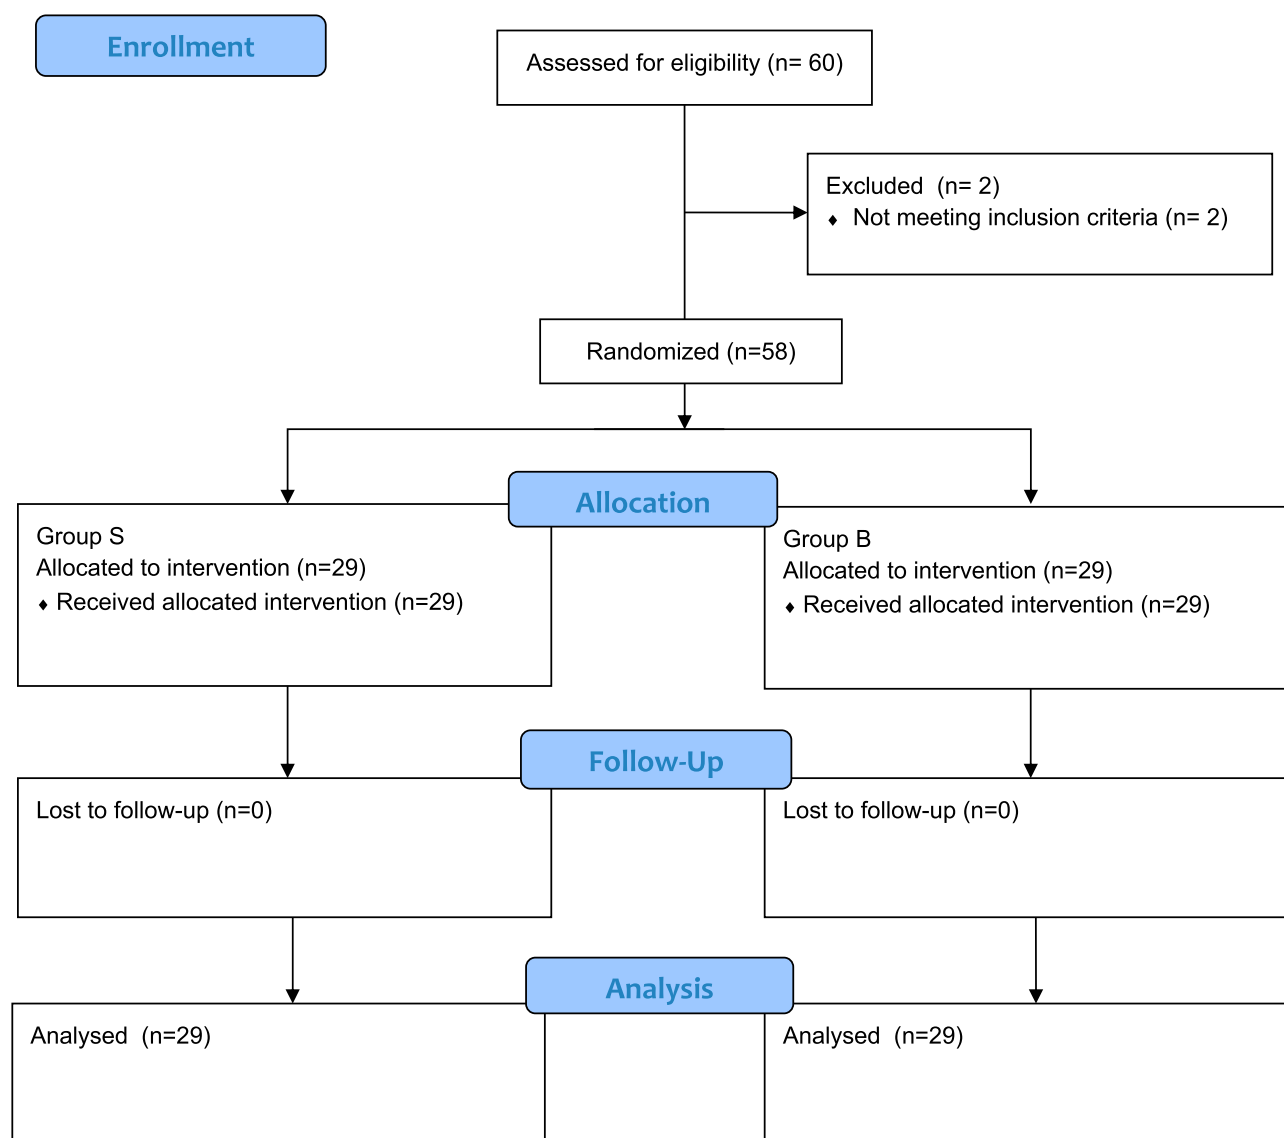 Enrollment
Assessed for eligibility (n= 60)
Excluded  (n= 2)
♦ Not meeting inclusion criteria (n= 2)
Randomized (n=58)
Allocation
Group S
Allocated to intervention (n=29)
♦ Received allocated intervention (n=29)
Group B
Allocated to intervention (n=29)
♦ Received allocated intervention (n=29)
Follow-Up
Lost to follow-up (n=0)
Lost to follow-up (n=0)
Analysis
Analysed  (n=29)
Analysed  (n=29)